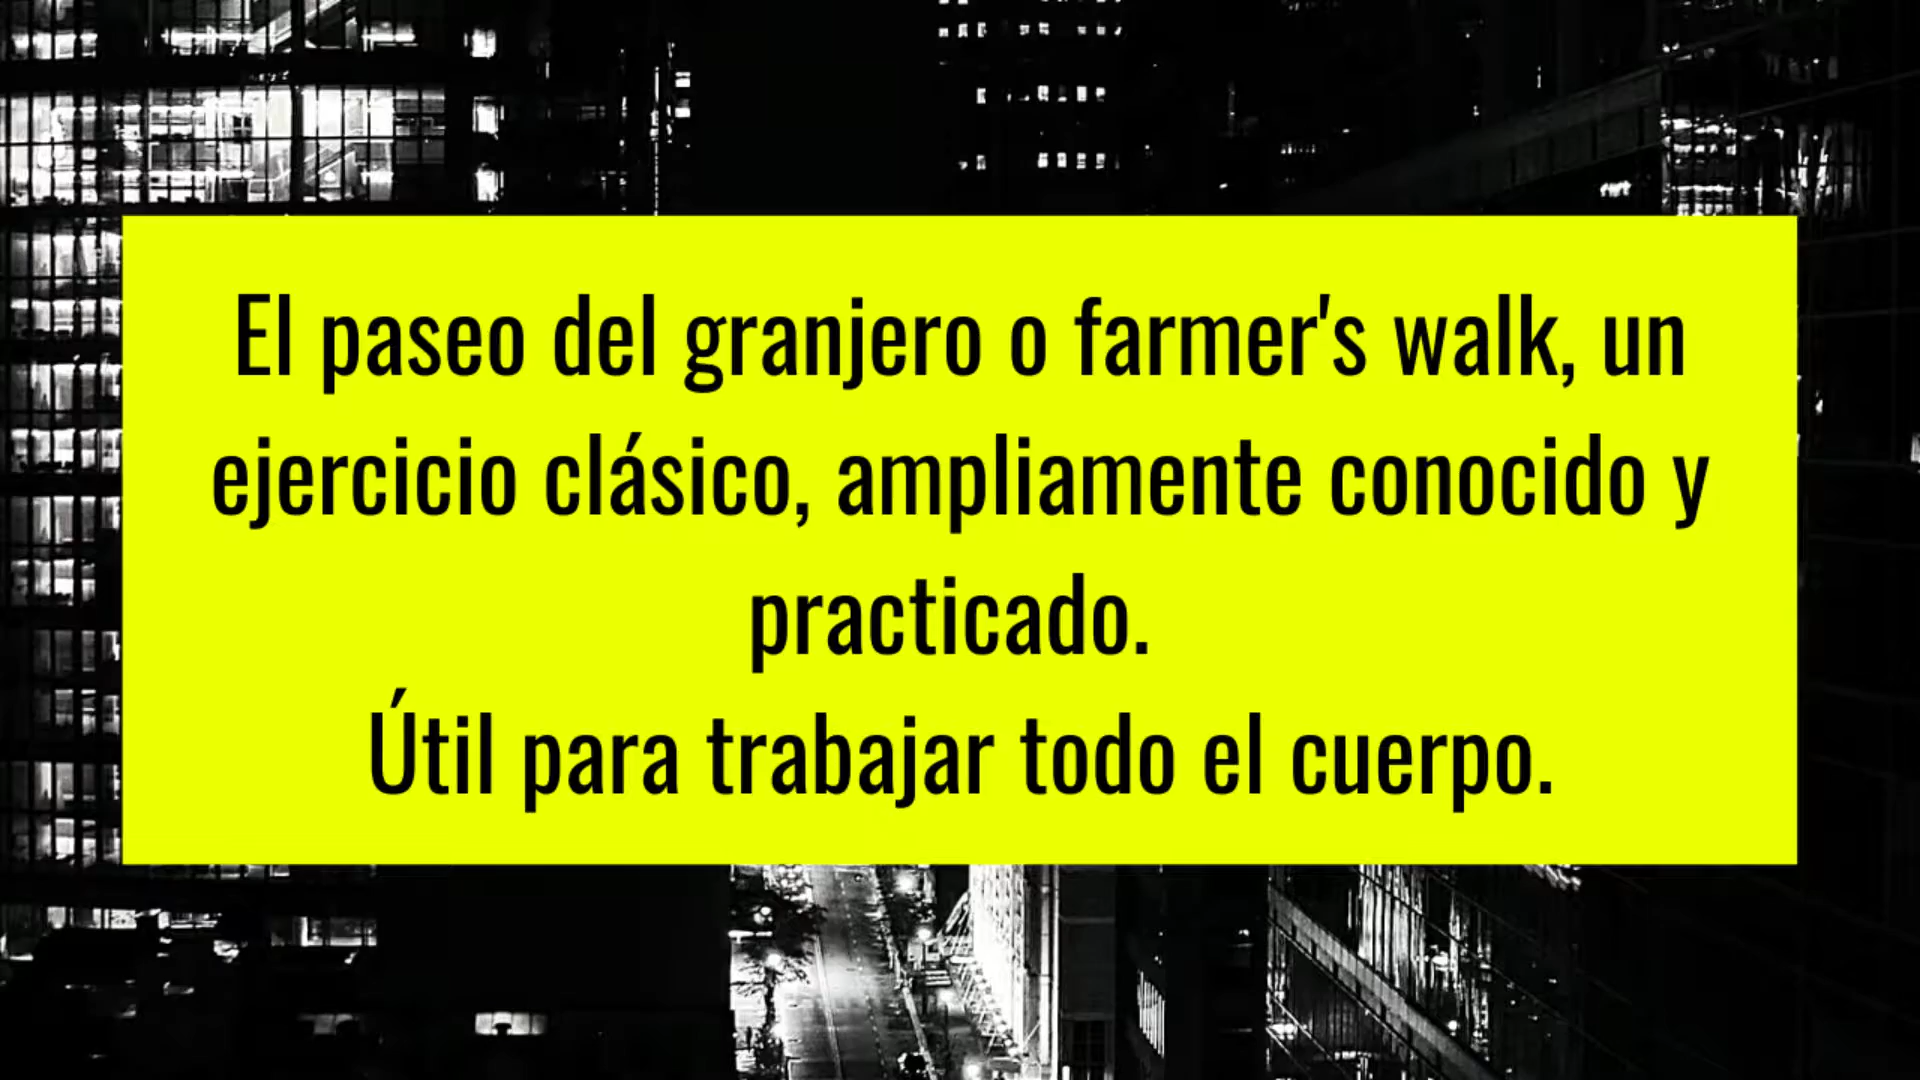 El paseo del granjero o farmer's walk, un
ejercicio clásico, ampliamente conocido y
practicado.
Útil para trabajar todo el cuerpo.